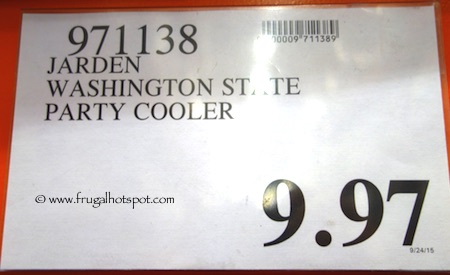 971138
JARDEN
WASHINGTON STATE
PARTY COOLER
© www.frugalhotspot.com
9.97
9/24/15